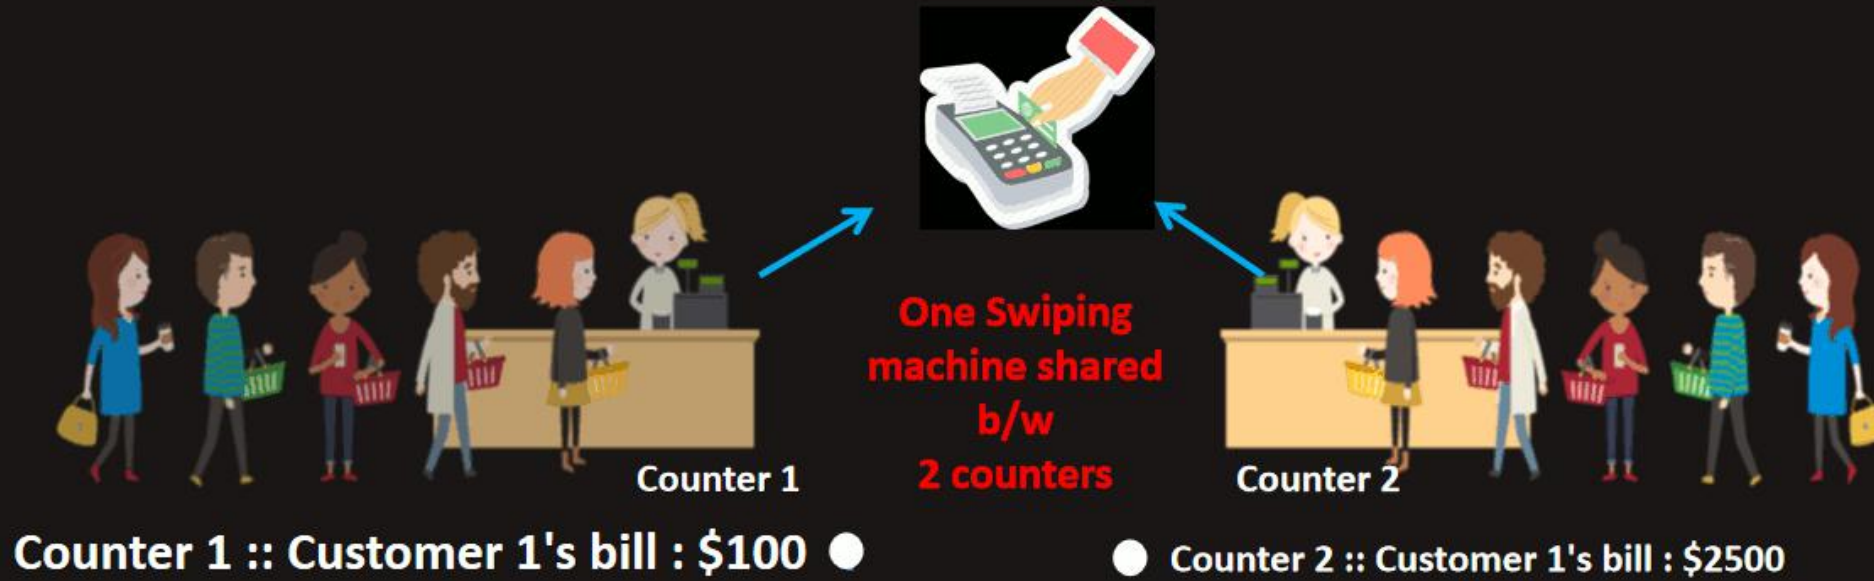 One Swiping
machine shared
b/w
2 counters
Counter 1
Counter 2
Counter 1 :: Customer 1's bill : $100
Counter 2 :: Customer 1's bill : $2500